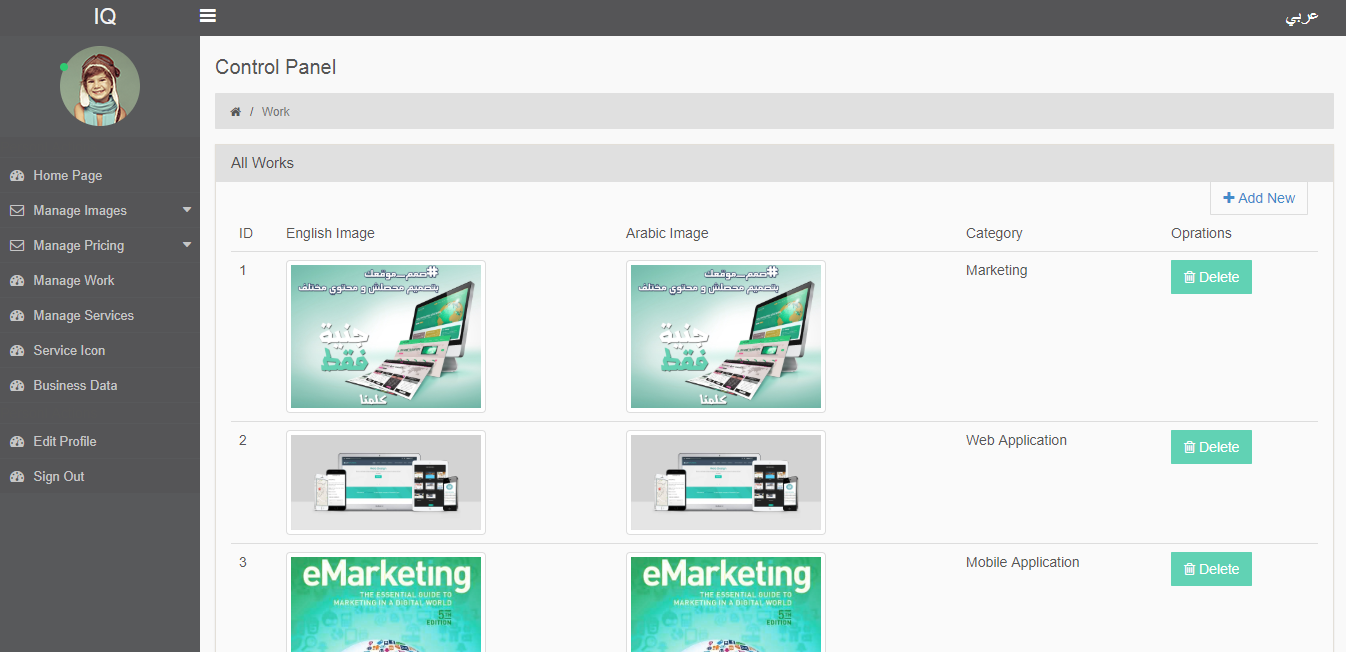 IQ
عربي
Control Panel
/ Work
All Works
Add New
Home Page
Manage Images
Manage Pricing
Manage Work
Manage Services
Service Icon
Business Data
Edit Profile
Sign Out
ID English Image Arabic Image Category Oprations
1 Marketing Delete
#صمم_موقعك
بتصميم محصلش و محتوى مختلف
جنية
فقط
كلمنا
#صمم_موقعك
بتصميم محصلش و محتوى مختلف
جنية
فقط
كلمنا
2 Web Application Delete
3 Mobile Application Delete
eMarketing
THE ESSENTIAL GUIDE TO
MARKETING IN A DIGITAL WORLD
5TH
EDITION
eMarketing
THE ESSENTIAL GUIDE TO
MARKETING IN A DIGITAL WORLD
5TH
EDITION